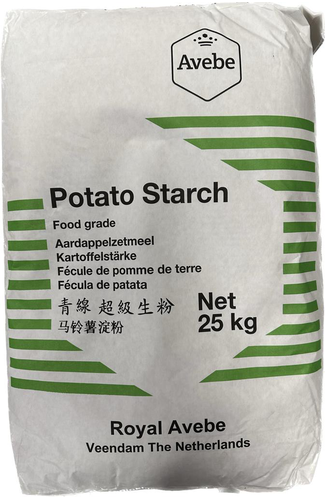 Avebe
Potato Starch
Food grade
Aardappelzetmeel
Kartoffelstärke
Fécule de pomme de terre
Fécula de patata
青線 超級生粉
马铃薯淀粉
Net
25 kg
Royal Avebe
Veendam The Netherlands